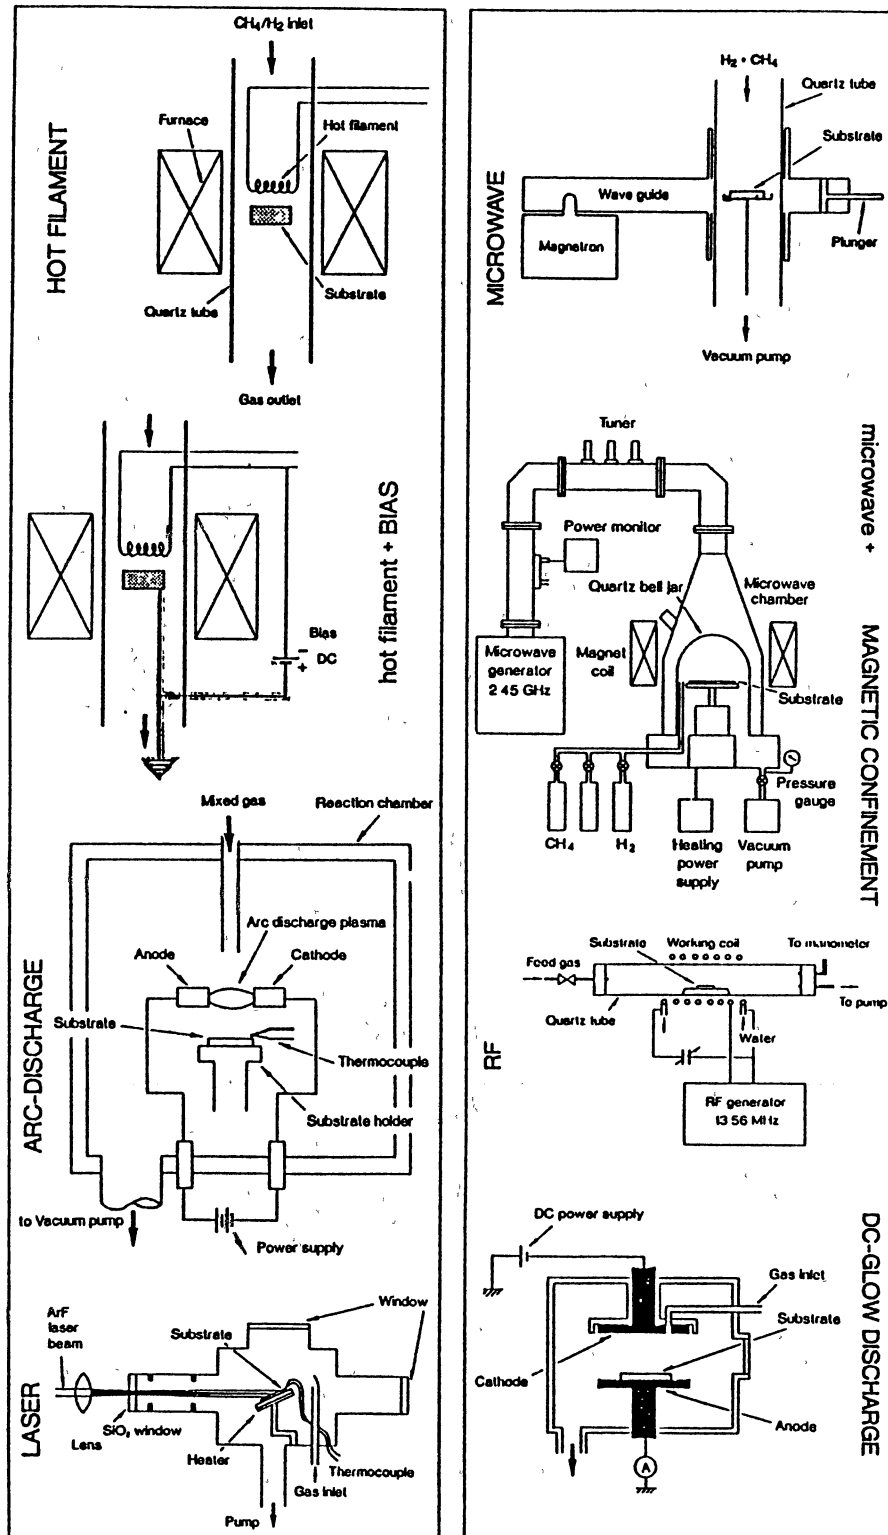 CH4/H2 inlet
Furnace
Hot filament
HOT FILAMENT
Quartz tube
Substrate
Gas outlet
hot filament + BIAS
Bias
−
+
DC
Mixed gas
Reaction chamber
Arc discharge plasma
Anode
Cathode
Substrate
Thermocouple
Substrate holder
ARC-DISCHARGE
to Vacuum pump
Power supply
ArF
laser
beam
Substrate
Window
LASER
Lens
SiO2 window
Heater
Thermocouple
Gas Inlet
Pump
H2 + CH4
Quartz tube
Substrate
Wave guide
Magnetron
Plunger
MICROWAVE
Vacuum pump
Tuner
microwave +
MAGNETIC CONFINEMENT
Power monitor
Quartz bell jar
Microwave
chamber
Microwave
generator
2 45 GHz
Magnet
coil
Substrate
Pressure
gauge
CH4
H2
Heating
power
supply
Vacuum
pump
Substrate
Working coil
To manometer
Feed gas
To pump
Quartz tube
Water
RF
RF generator
13 56 MHz
DC power supply
DC-GLOW DISCHARGE
Gas Inlet
Substrate
Cathode
Anode
A